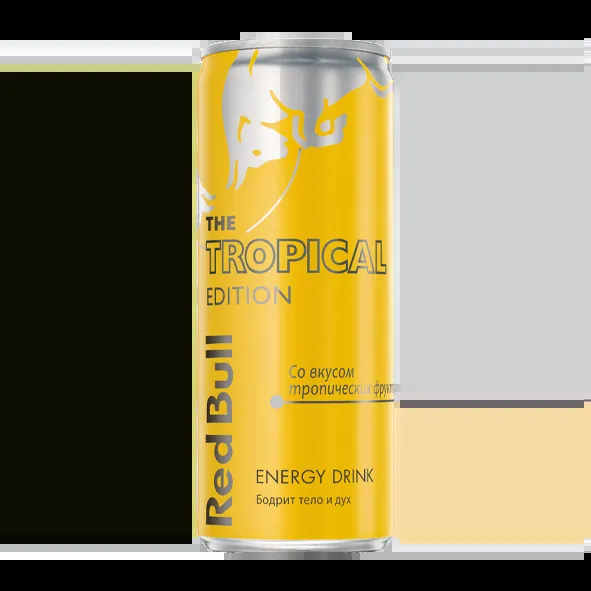 THE
TROPICAL
EDITION
Red Bull
Со вкусом
тропических
ENERGY DRINK
Бодрит тело и дух